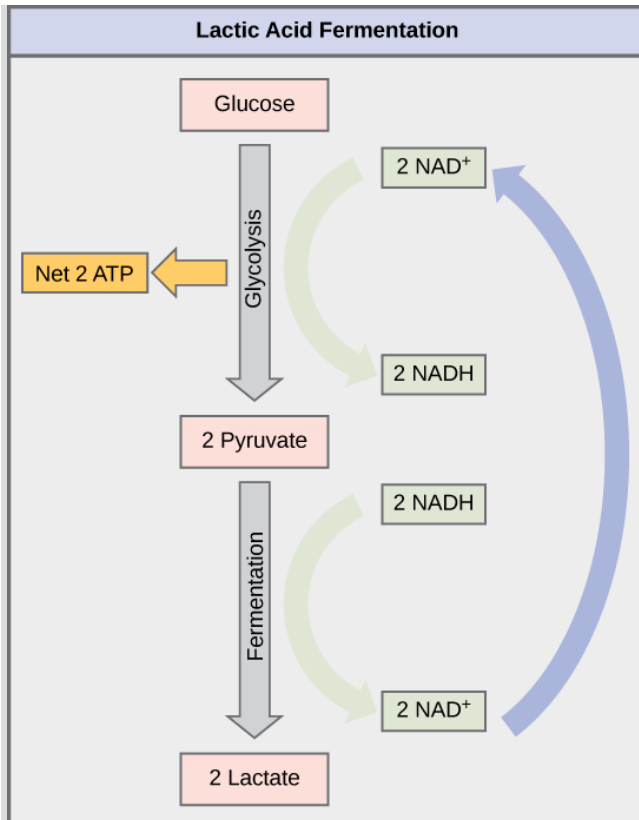 Lactic Acid Fermentation
Glucose
2 NAD⁺
Glycolysis
Net 2 ATP
2 NADH
2 Pyruvate
2 NADH
Fermentation
2 NAD⁺
2 Lactate